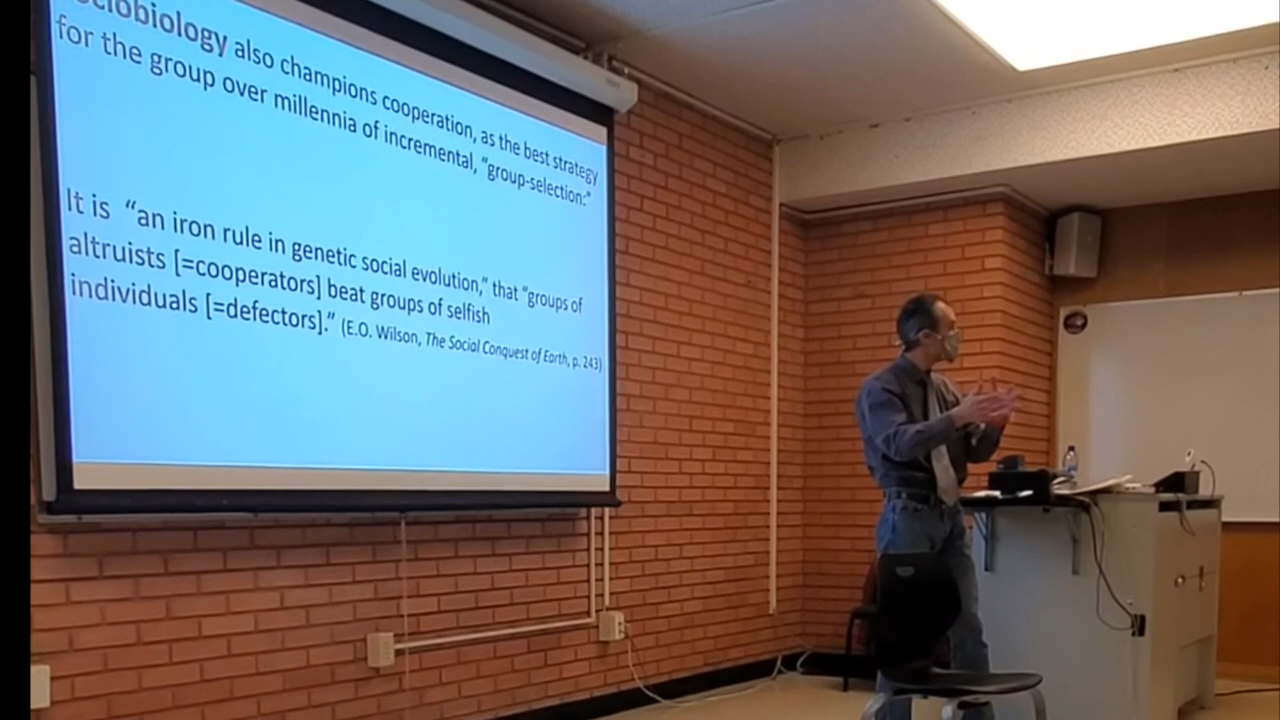 ociobiology also champions cooperation, as the best strategy
for the group over millennia of incremental, “group-selection:”
It is “an iron rule in genetic social evolution,” that “groups of
altruists [=cooperators] beat groups of selfish
individuals [=defectors].” (E.O. Wilson, The Social Conquest of Earth, p. 243)